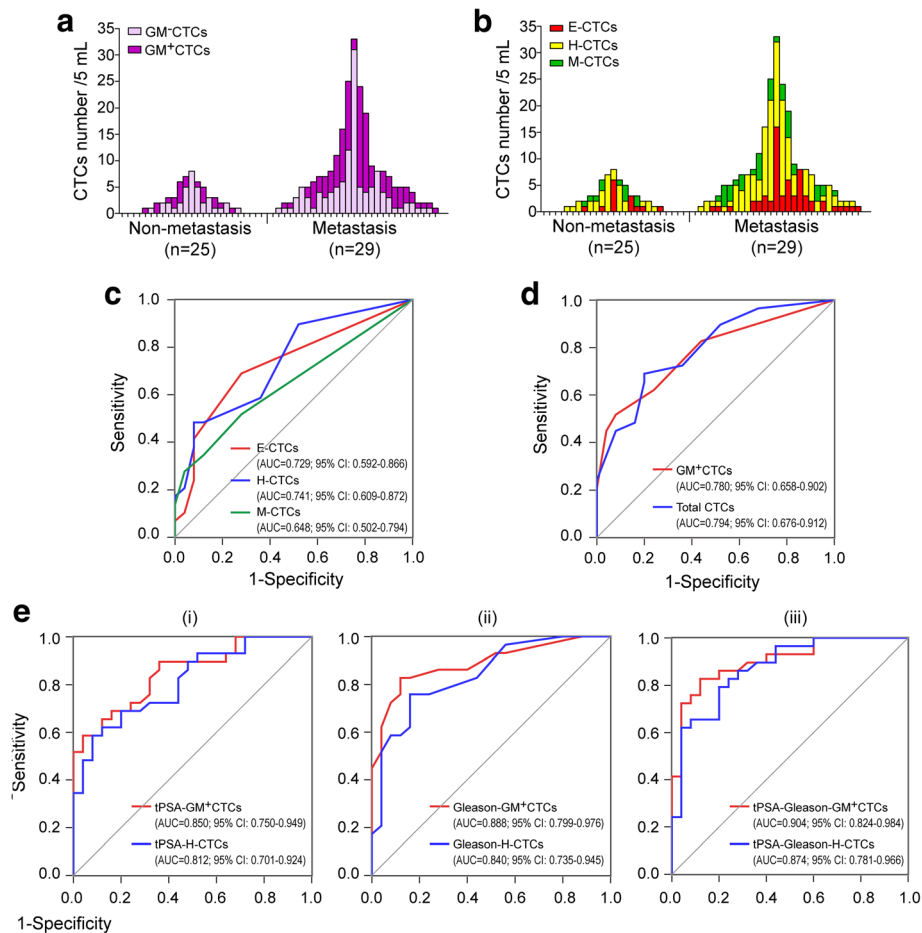 a
GM⁻CTCs
GM⁺CTCs
CTCs number /5 mL
35
30
25
20
15
10
5
0
Non-metastasis
(n=25)
Metastasis
(n=29)
b
E-CTCs
H-CTCs
M-CTCs
CTCs number /5 mL
35
30
25
20
15
10
5
0
Non-metastasis
(n=25)
Metastasis
(n=29)
c
Sensitivity
1.0
0.8
0.6
0.4
0.2
0.0
E-CTCs
(AUC=0.729; 95% CI: 0.592-0.866)
H-CTCs
(AUC=0.741; 95% CI: 0.609-0.872)
M-CTCs
(AUC=0.648; 95% CI: 0.502-0.794)
0.0 0.2 0.4 0.6 0.8 1.0
1-Specificity
d
Sensitivity
1.0
0.8
0.6
0.4
0.2
0.0
GM⁺CTCs
(AUC=0.780; 95% CI: 0.658-0.902)
Total CTCs
(AUC=0.794; 95% CI: 0.676-0.912)
0.0 0.2 0.4 0.6 0.8 1.0
1-Specificity
e
(i)
Sensitivity
1.0
0.8
0.6
0.4
0.2
0.0
tPSA-GM⁺CTCs
(AUC=0.850; 95% CI: 0.750-0.949)
tPSA-H-CTCs
(AUC=0.812; 95% CI: 0.701-0.924)
0.0 0.2 0.4 0.6 0.8 1.0
(ii)
1.0
0.8
0.6
0.4
0.2
0.0
Gleason-GM⁺CTCs
(AUC=0.888; 95% CI: 0.799-0.976)
Gleason-H-CTCs
(AUC=0.840; 95% CI: 0.735-0.945)
0.0 0.2 0.4 0.6 0.8 1.0
(iii)
1.0
0.8
0.6
0.4
0.2
0.0
tPSA-Gleason-GM⁺CTCs
(AUC=0.904; 95% CI: 0.824-0.984)
tPSA-Gleason-H-CTCs
(AUC=0.874; 95% CI: 0.781-0.966)
0.0 0.2 0.4 0.6 0.8 1.0
1-Specificity